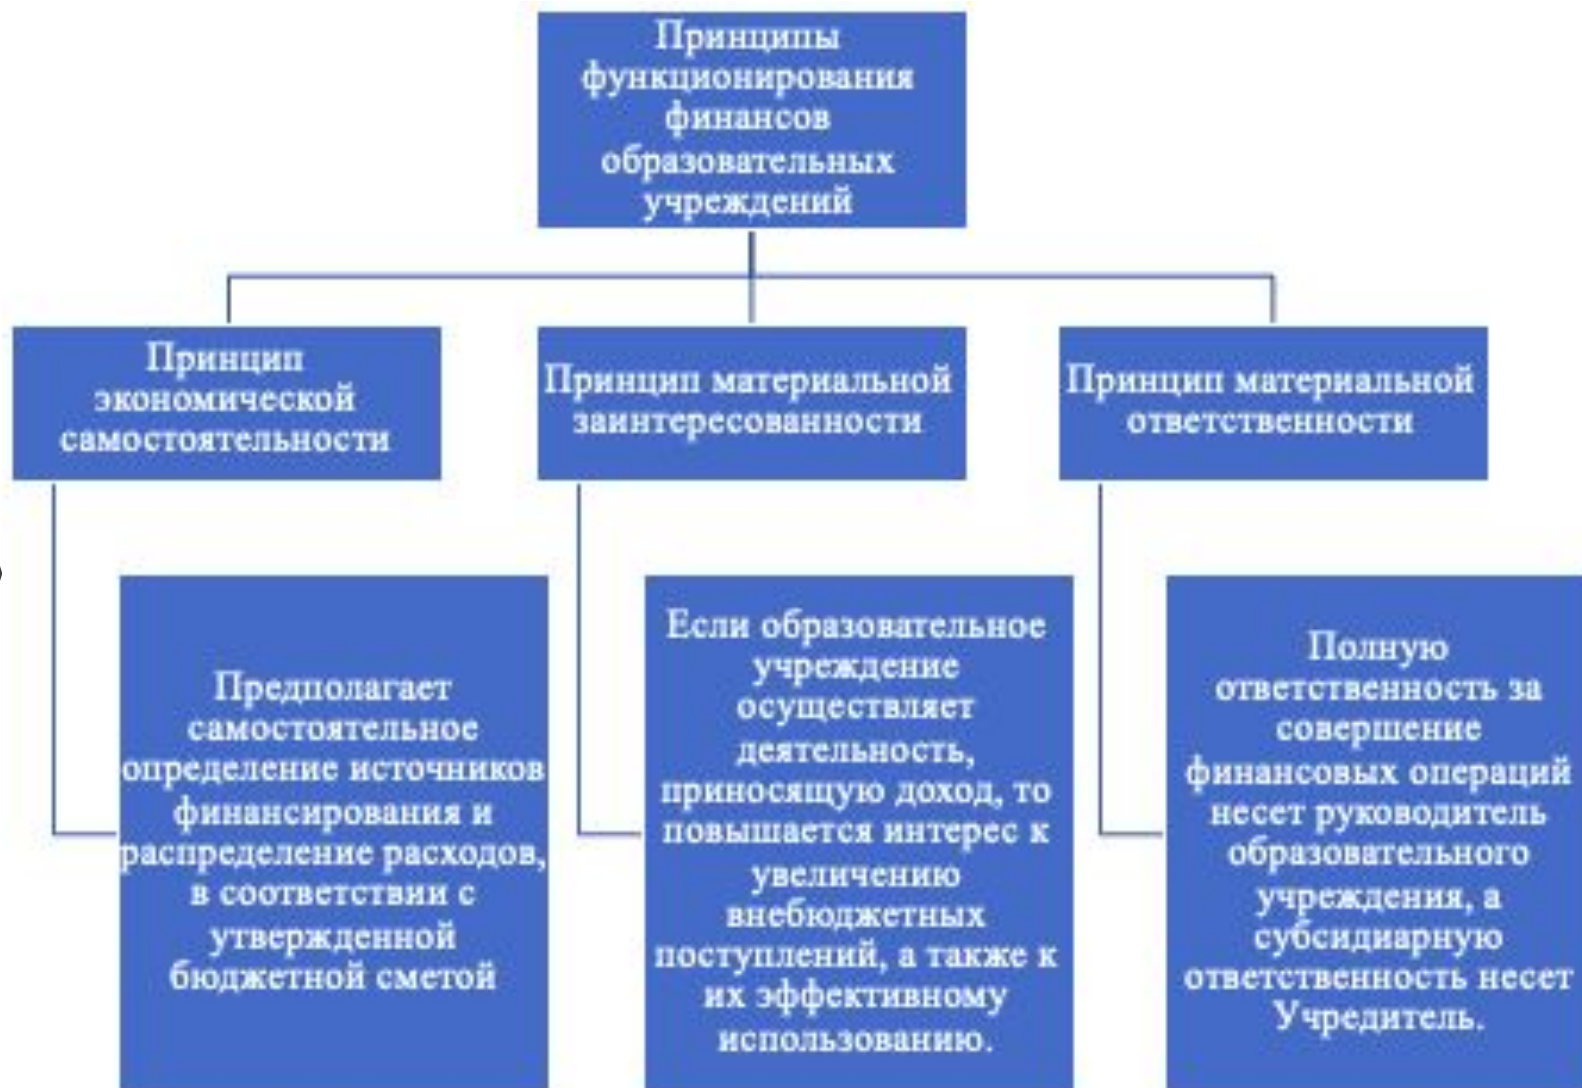 Принципы
функционирования
финансов
образовательных
учреждений
Принцип
экономической
самостоятельности
Принцип материальной
заинтересованности
Принцип материальной
ответственности
Предполагает
самостоятельное
определение источников
финансирования и
распределение расходов,
в соответствии с
утвержденной
бюджетной сметой
Если образовательное
учреждение
осуществляет
деятельность,
приносящую доход, то
повышается интерес к
увеличению
внебюджетных
поступлений, а также к
их эффективному
использованию.
Полную
ответственность за
совершение
финансовых операций
несет руководитель
образовательного
учреждения, а
субсидиарную
ответственность несет
Учредитель.